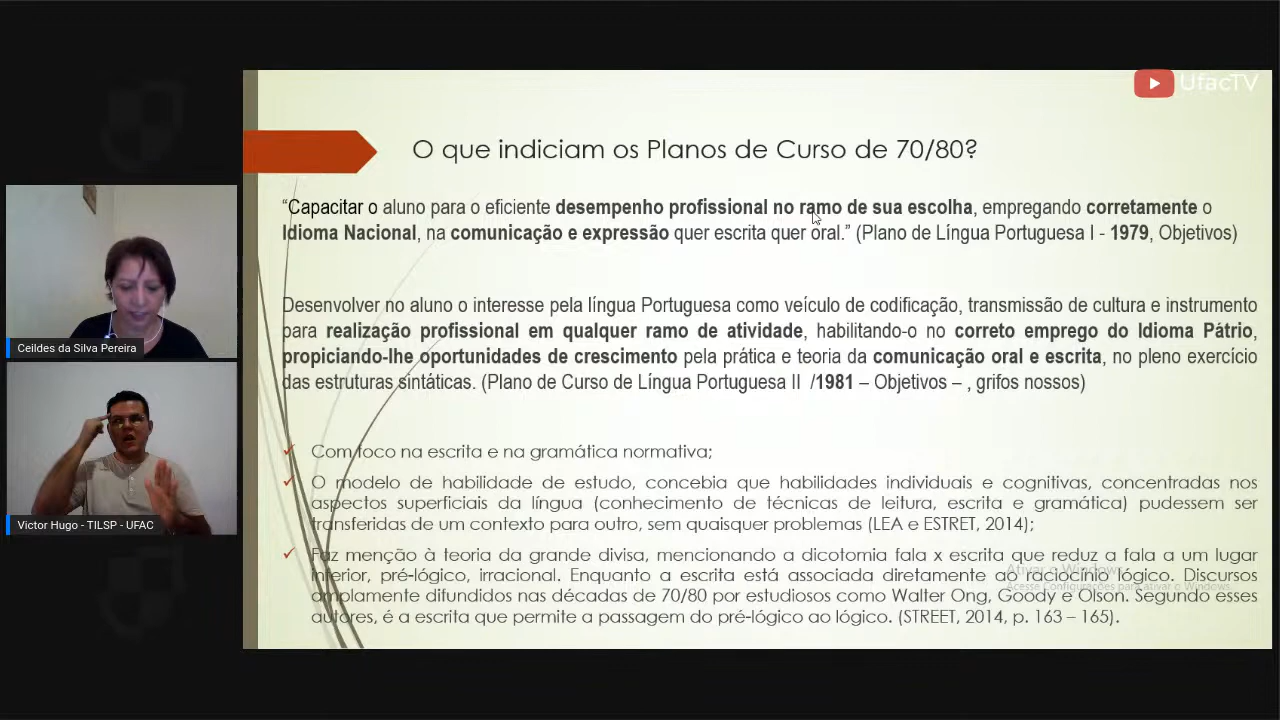 UfacTV
O que indiciam os Planos de Curso de 70/80?
“Capacitar o aluno para o eficiente desempenho profissional no ramo de sua escolha, empregando corretamente o
Idioma Nacional, na comunicação e expressão quer escrita quer oral.” (Plano de Língua Portuguesa I - 1979, Objetivos)
Desenvolver no aluno o interesse pela língua Portuguesa como veículo de codificação, transmissão de cultura e instrumento
para realização profissional em qualquer ramo de atividade, habilitando-o no correto emprego do Idioma Pátrio,
propiciando-lhe oportunidades de crescimento pela prática e teoria da comunicação oral e escrita, no pleno exercício
das estruturas sintáticas. (Plano de Curso de Língua Portuguesa II /1981 – Objetivos – , grifos nossos)
Com foco na escrita e na gramática normativa;
O modelo de habilidade de estudo, concebia que habilidades individuais e cognitivas, concentradas nos
aspectos superficiais da língua (conhecimento de técnicas de leitura, escrita e gramática) pudessem ser
transferidas de um contexto para outro, sem quaisquer problemas (LEA e ESTRET, 2014);
Faz menção à teoria da grande divisa, mencionando a dicotomia fala x escrita que reduz a fala a um lugar
inferior, pré-lógico, irracional. Enquanto a escrita está associada diretamente ao raciocínio lógico. Discursos
amplamente difundidos nas décadas de 70/80 por estudiosos como Walter Ong, Goody e Olson. Segundo esses
autores, é a escrita que permite a passagem do pré-lógico ao lógico. (STREET, 2014, p. 163 – 165).
Ativar o Windows
Acesse Configurações para ativar o Windows.
Ceildes da Silva Pereira
Victor Hugo - TILSP - UFAC